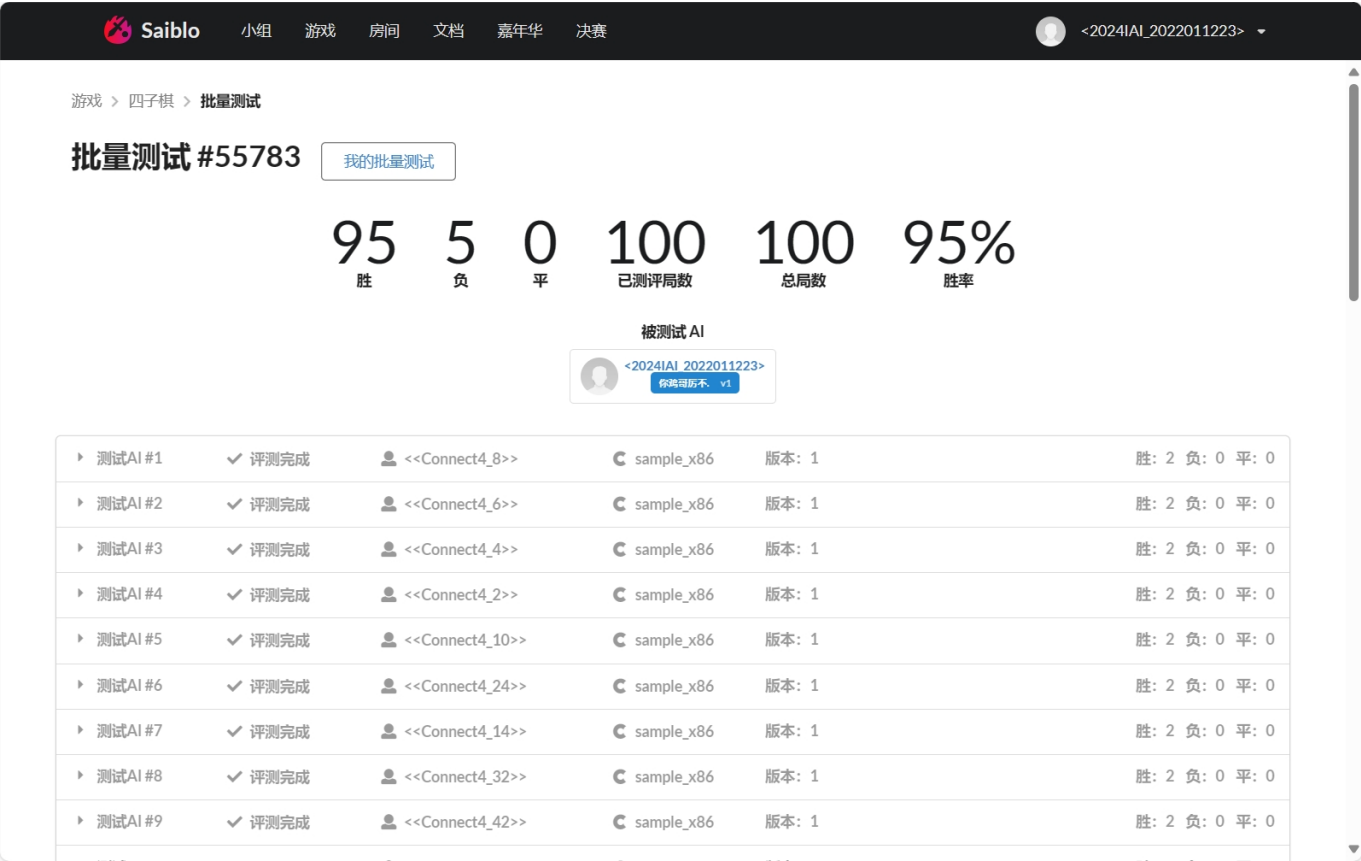 Saiblo 小组 游戏 房间 文档 嘉年华 决赛 <2024IAI_2022011223>
游戏 > 四子棋 > 批量测试
批量测试 #55783 我的批量测试
95 5 0 100 100 95%
胜 负 平 已测评局数 总局数 胜率
被测试 AI
<2024IAI_2022011223>
你鸽哥厉不. v1
测试AI #1 评测完成 <<Connect4_8>> sample_x86 版本: 1 胜: 2 负: 0 平: 0
测试AI #2 评测完成 <<Connect4_6>> sample_x86 版本: 1 胜: 2 负: 0 平: 0
测试AI #3 评测完成 <<Connect4_4>> sample_x86 版本: 1 胜: 2 负: 0 平: 0
测试AI #4 评测完成 <<Connect4_2>> sample_x86 版本: 1 胜: 2 负: 0 平: 0
测试AI #5 评测完成 <<Connect4_10>> sample_x86 版本: 1 胜: 2 负: 0 平: 0
测试AI #6 评测完成 <<Connect4_24>> sample_x86 版本: 1 胜: 2 负: 0 平: 0
测试AI #7 评测完成 <<Connect4_14>> sample_x86 版本: 1 胜: 2 负: 0 平: 0
测试AI #8 评测完成 <<Connect4_32>> sample_x86 版本: 1 胜: 2 负: 0 平: 0
测试AI #9 评测完成 <<Connect4_42>> sample_x86 版本: 1 胜: 2 负: 0 平: 0